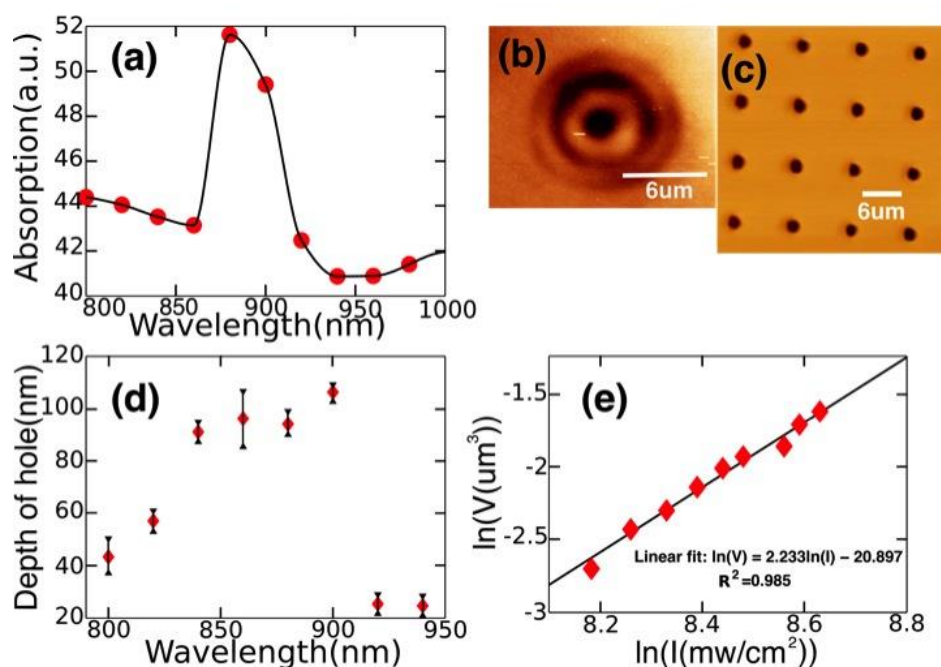 (a)
Absorption(a.u.)
52
50
48
46
44
42
40
800
850
900
950
1000
Wavelength(nm)
(b)
6um
(c)
6um
(d)
Depth of hole(nm)
120
100
80
60
40
20
800
850
900
950
Wavelength(nm)
(e)
ln(V(um³)
-1.5
-2
-2.5
-3
Linear fit: ln(V) = 2.233ln(I) − 20.897
R²=0.985
8.2
8.4
8.6
8.8
ln(I(mw/cm²)